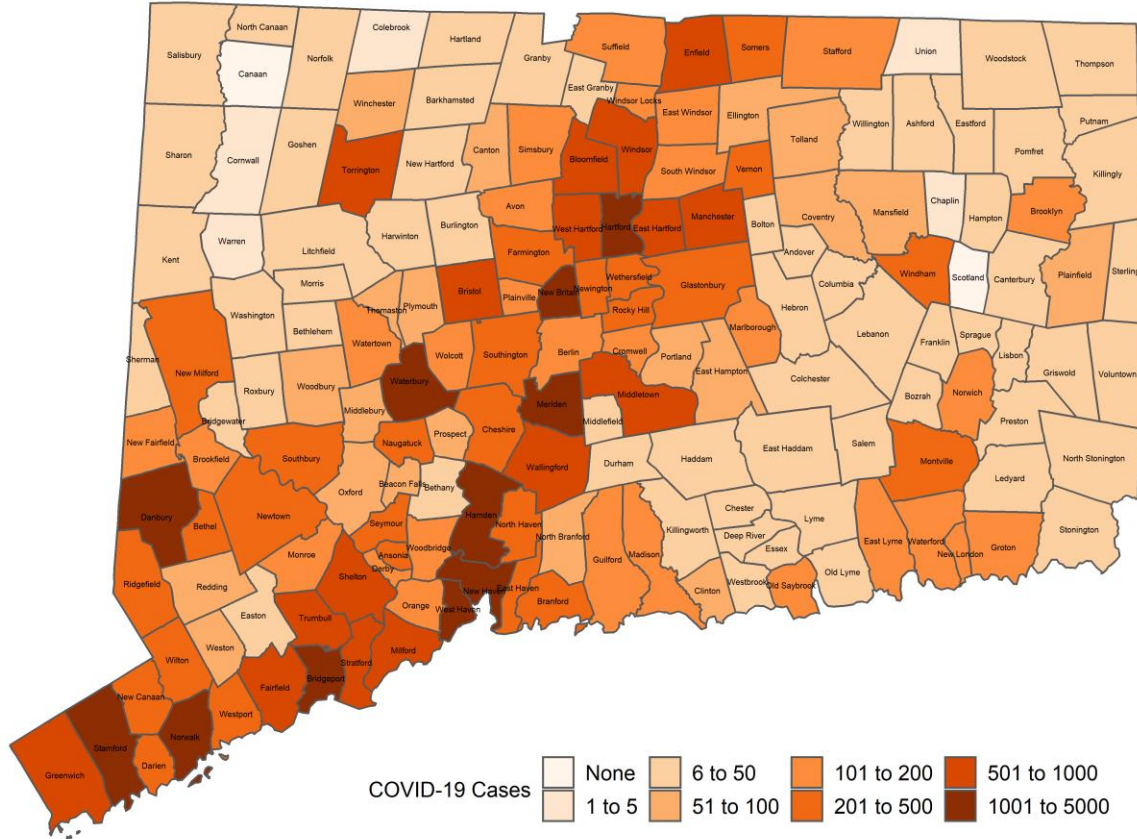 North Canaan
Colebrook
Hartland
Suffield
Enfield
Somers
Stafford
Union
Salisbury
Canaan
Norfolk
Granby
Woodstock
Thompson
East Granby
Windsor Locks
Winchester
Barkhamsted
East Windsor
Ellington
Willington
Ashford
Eastford
Putnam
Sharon
Cornwall
Goshen
Torrington
New Hartford
Canton
Simsbury
Bloomfield
Windsor
South Windsor
Vernon
Tolland
Pomfret
Killingly
Kent
Warren
Litchfield
Harwinton
Burlington
Avon
West Hartford
Hartford
East Hartford
Manchester
Bolton
Coventry
Mansfield
Chaplin
Hampton
Brooklyn
Morris
Farmington
Andover
Columbia
Windham
Scotland
Canterbury
Plainfield
Sterling
Washington
Bethlehem
Thomaston
Plymouth
Bristol
Plainville
New Britain
Newington
Wethersfield
Glastonbury
Rocky Hill
Hebron
Lebanon
Sherman
New Milford
Roxbury
Woodbury
Watertown
Wolcott
Southington
Berlin
Cromwell
Portland
Marlborough
Franklin
Sprague
Lisbon
Griswold
Voluntown
Bridgewater
Middlebury
Waterbury
Meriden
Middletown
East Hampton
Colchester
Bozrah
Norwich
Preston
New Fairfield
Brookfield
Southbury
Naugatuck
Prospect
Cheshire
Middlefield
Wallingford
Durham
Haddam
East Haddam
Salem
Montville
Ledyard
North Stonington
Danbury
Bethel
Newtown
Oxford
Beacon Falls
Bethany
Hamden
Seymour
North Haven
North Branford
Killingworth
Chester
Deep River
Essex
Lyme
Stonington
Ridgefield
Redding
Monroe
Ansonia
Derby
Woodbridge
Guilford
Madison
East Lyme
Waterford
New London
Groton
Easton
Shelton
Orange
New Haven
West Haven
East Haven
Branford
Clinton
Westbrook
Old Saybrook
Old Lyme
Wilton
Weston
Trumbull
Stratford
Milford
New Canaan
Westport
Fairfield
Bridgeport
Greenwich
Stamford
Darien
Norwalk
COVID-19 Cases
None
6 to 50
101 to 200
501 to 1000
1 to 5
51 to 100
201 to 500
1001 to 5000